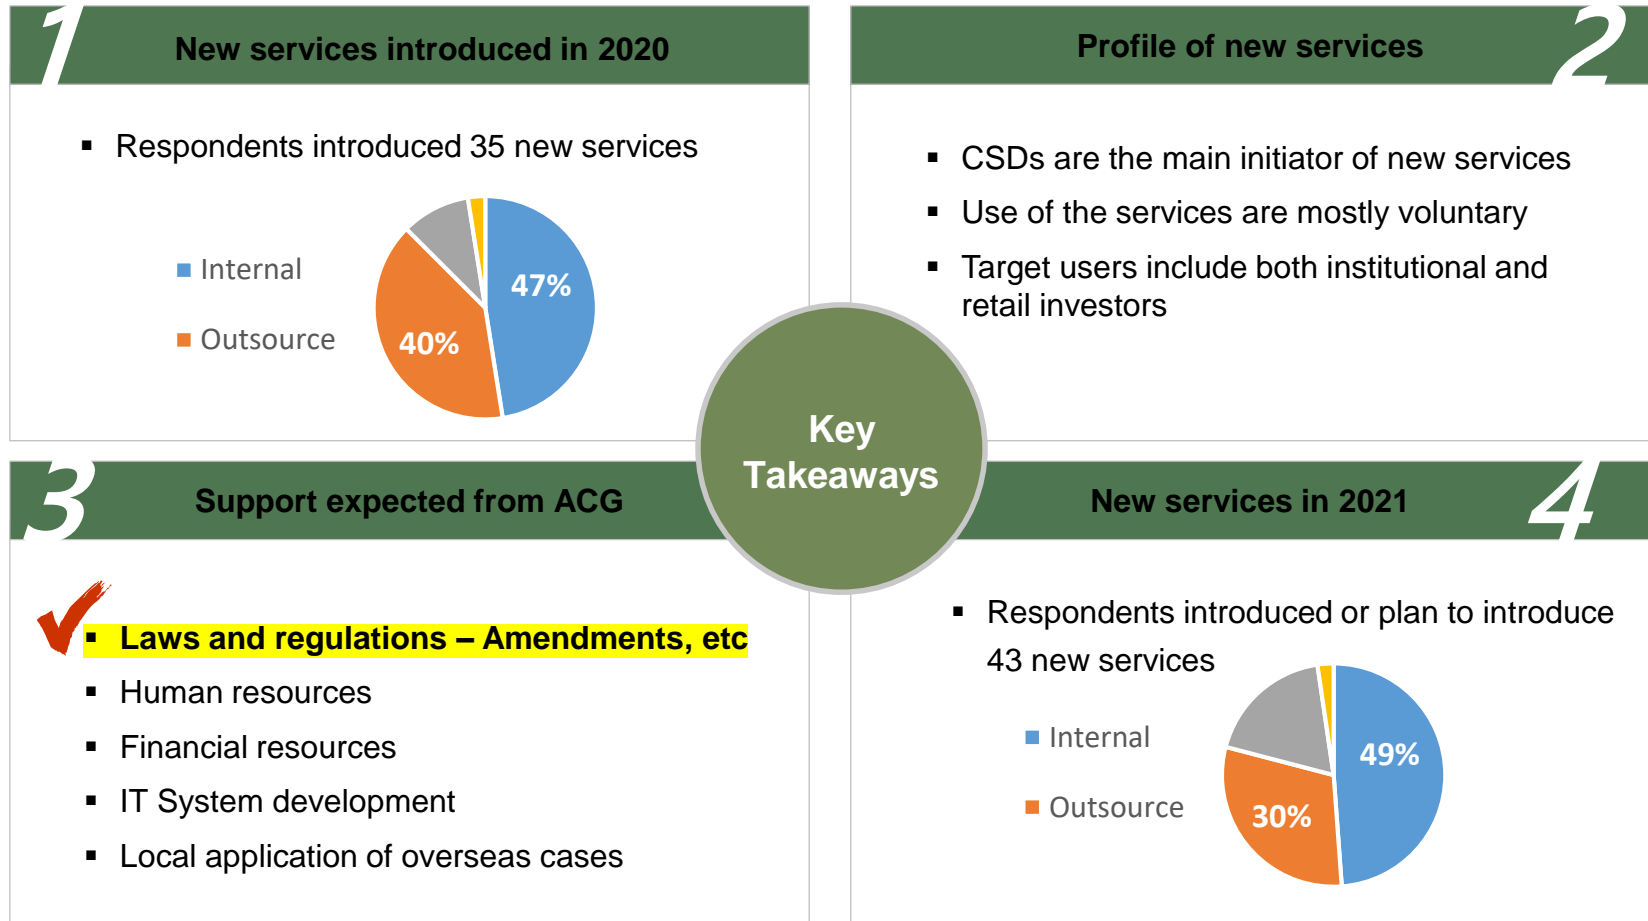 1
New services introduced in 2020
▪ Respondents introduced 35 new services
Internal
Outsource
47%
40%
2
Profile of new services
▪ CSDs are the main initiator of new services
▪ Use of the services are mostly voluntary
▪ Target users include both institutional and
retail investors
Key
Takeaways
3
Support expected from ACG
▪ Laws and regulations – Amendments, etc
▪ Human resources
▪ Financial resources
▪ IT System development
▪ Local application of overseas cases
4
New services in 2021
▪ Respondents introduced or plan to introduce
43 new services
Internal
Outsource
49%
30%